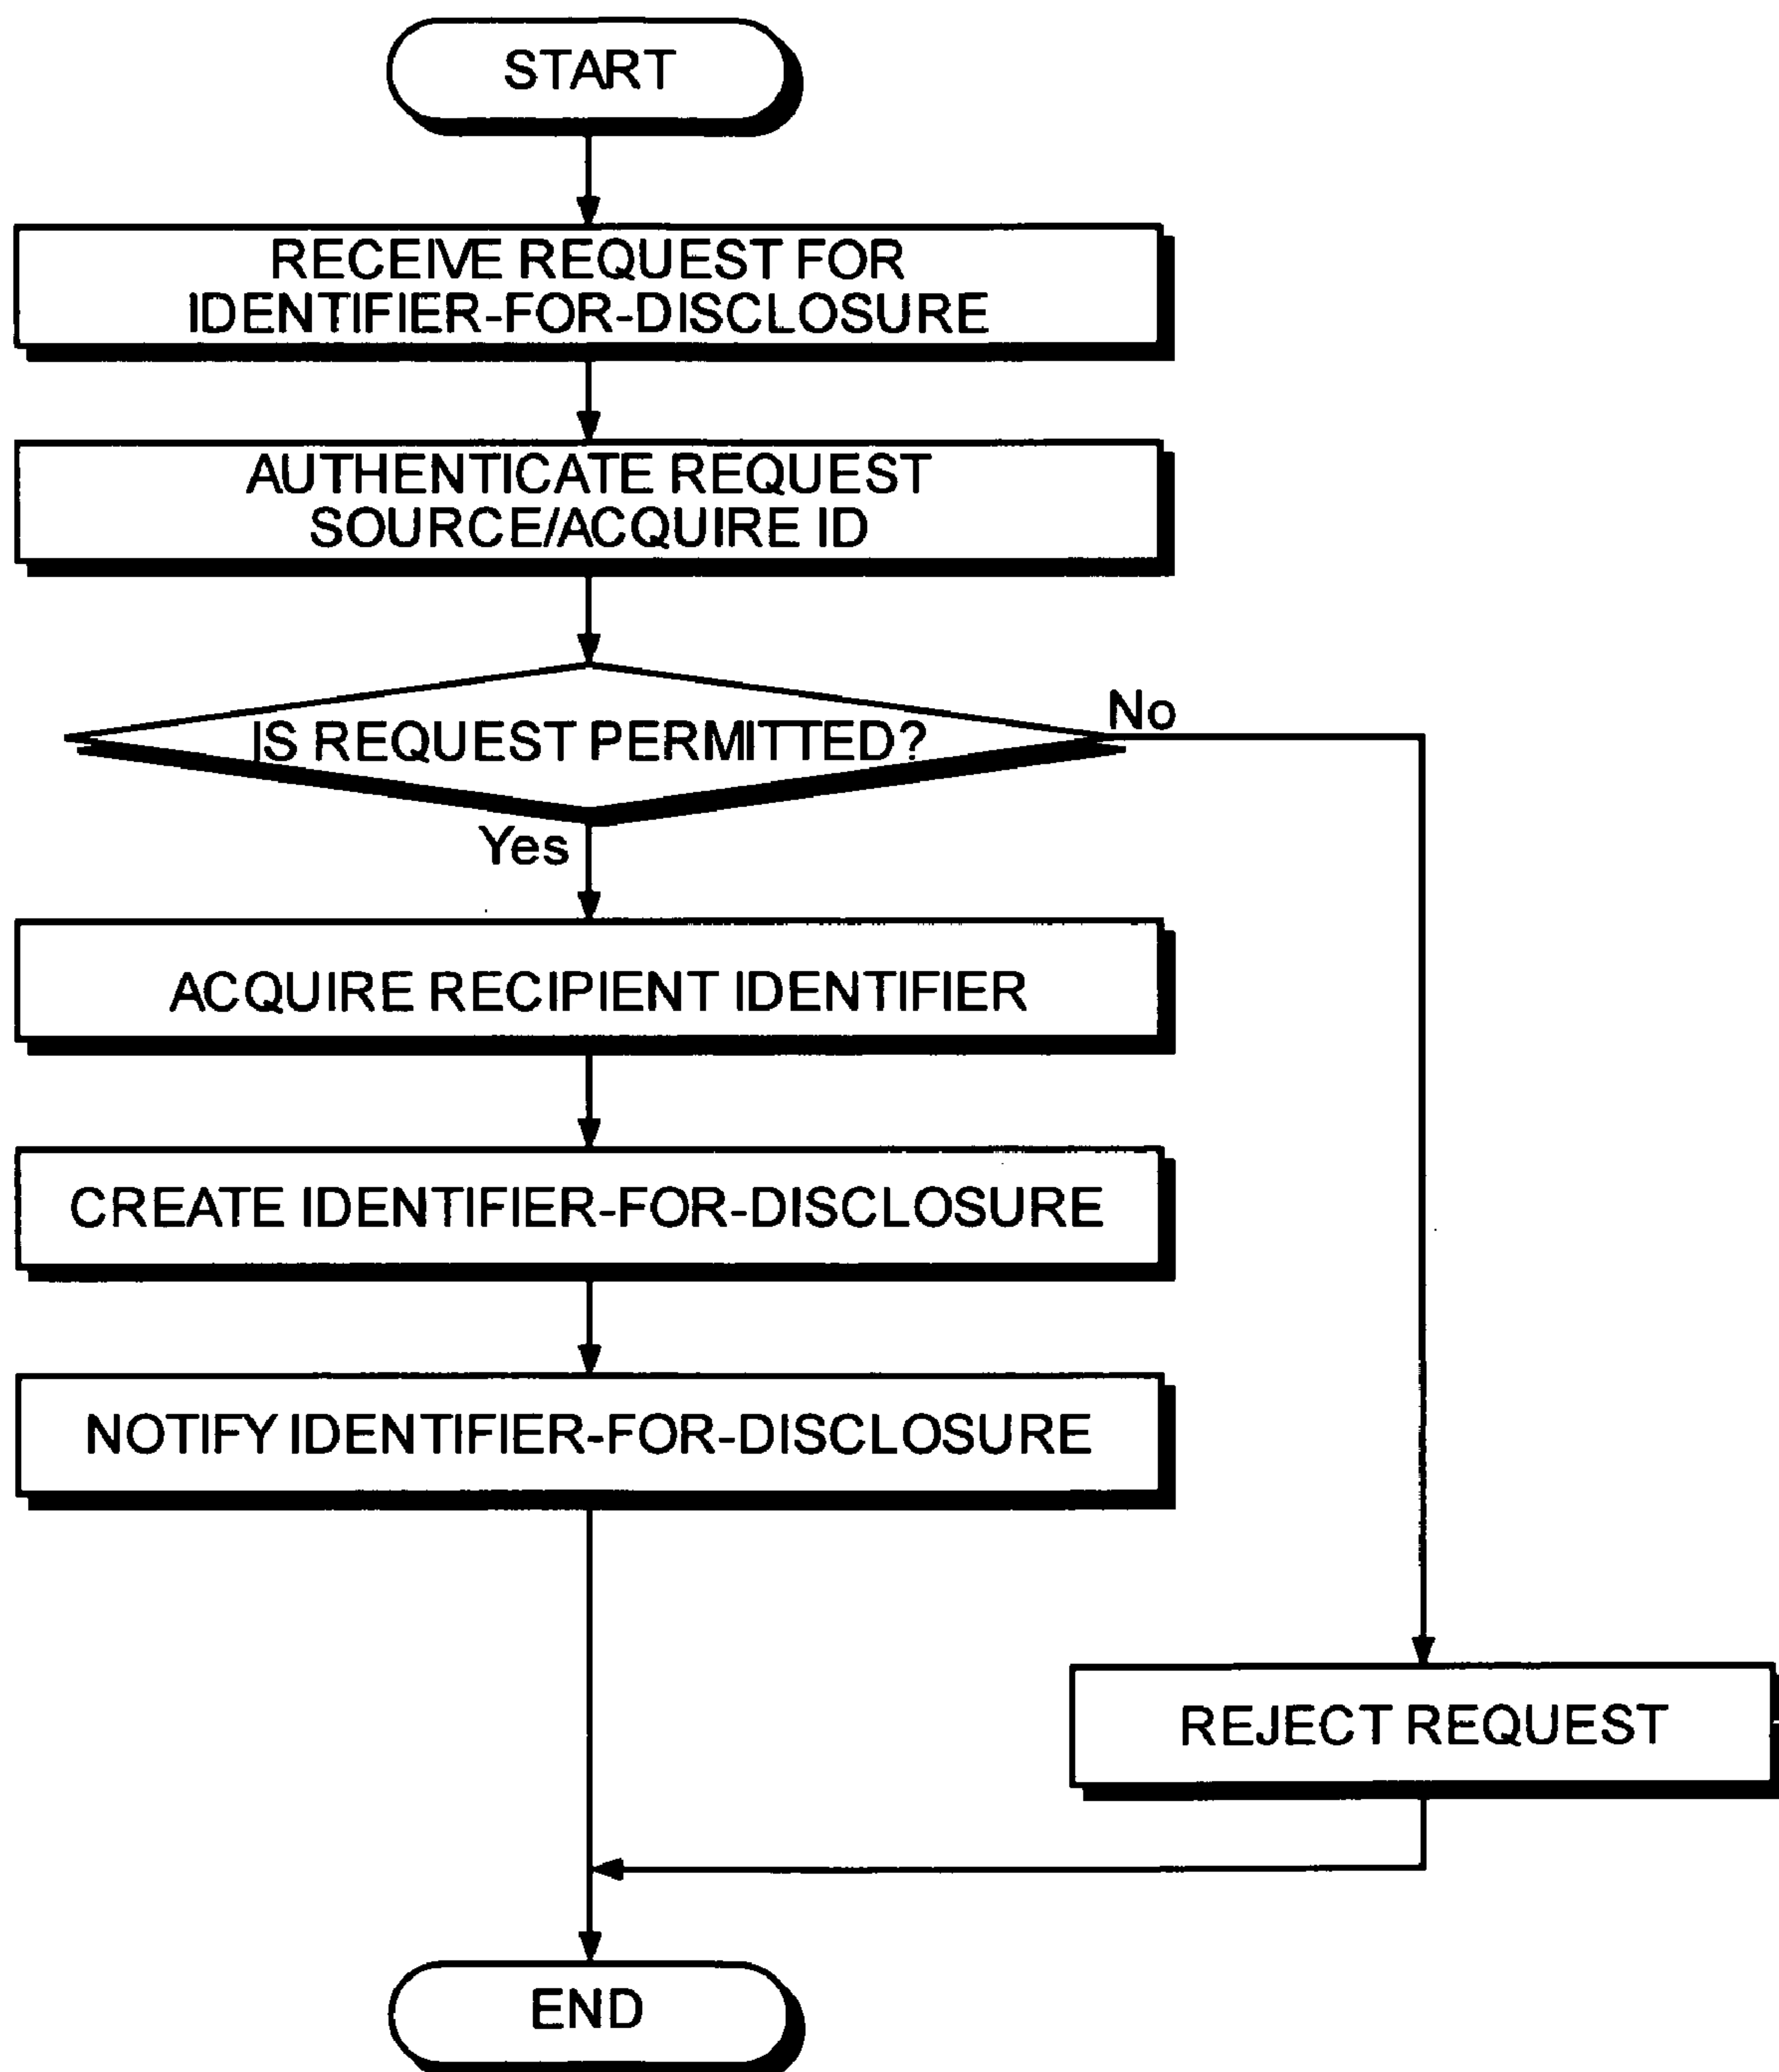 START
RECEIVE REQUEST FOR
IDENTIFIER-FOR-DISCLOSURE
AUTHENTICATE REQUEST
SOURCE/ACQUIRE ID
IS REQUEST PERMITTED?
No
Yes
ACQUIRE RECIPIENT IDENTIFIER
CREATE IDENTIFIER-FOR-DISCLOSURE
NOTIFY IDENTIFIER-FOR-DISCLOSURE
REJECT REQUEST
END